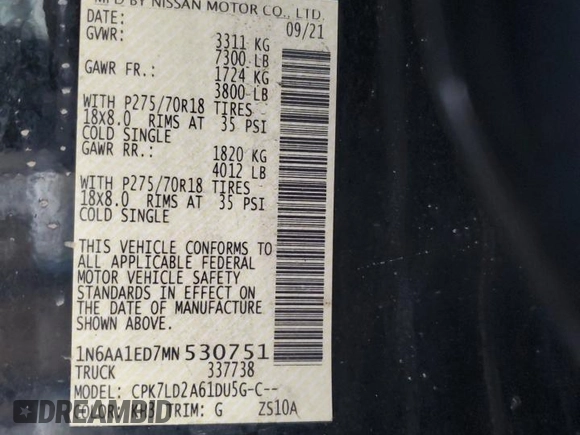 MFD BY NISSAN MOTOR CO., LTD.
DATE: 09/21
GVWR: 3311 KG
7300 LB
GAWR FR.: 1724 KG
3800 LB
WITH P275/70R18 TIRES
18X8.0 RIMS AT 35 PSI
COLD SINGLE
GAWR RR.: 1820 KG
4012 LB
WITH P275/70R18 TIRES
18X8.0 RIMS AT 35 PSI
COLD SINGLE
THIS VEHICLE CONFORMS TO
ALL APPLICABLE FEDERAL
MOTOR VEHICLE SAFETY
STANDARDS IN EFFECT ON
THE DATE OF MANUFACTURE
SHOWN ABOVE.
1N6AA1ED7MN530751
TRUCK 337738
MODEL: CPK7LD2A61DU5G-C--
COLOR: KH3 TRIM: G ZS10A
DREAMBID